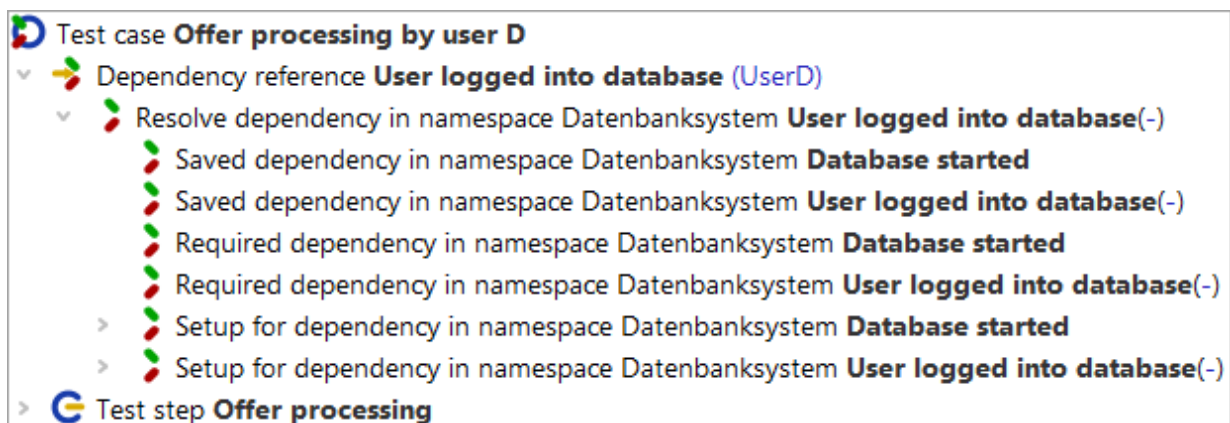 Test case Offer processing by user D
Dependency reference User logged into database (UserD)
Resolve dependency in namespace Datenbanksystem User logged into database(-)
Saved dependency in namespace Datenbanksystem Database started
Saved dependency in namespace Datenbanksystem User logged into database(-)
Required dependency in namespace Datenbanksystem Database started
Required dependency in namespace Datenbanksystem User logged into database(-)
Setup for dependency in namespace Datenbanksystem Database started
Setup for dependency in namespace Datenbanksystem User logged into database(-)
Test step Offer processing